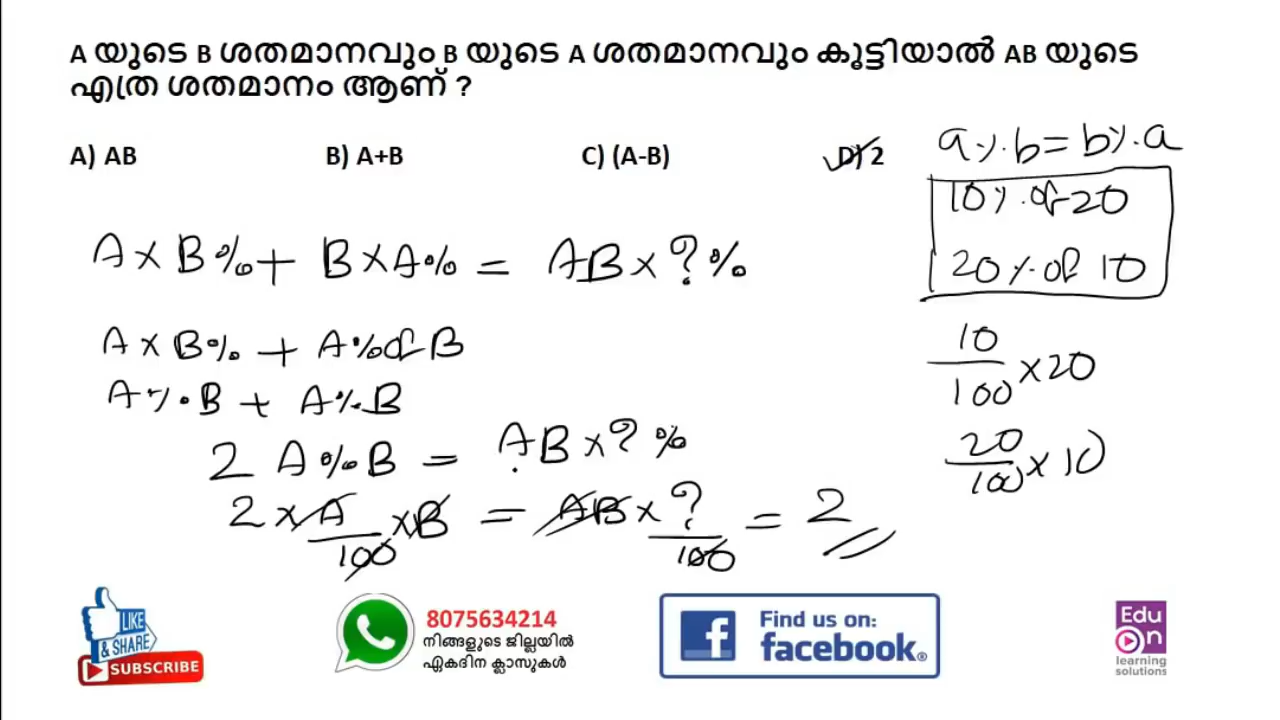 A യുടെ B ശതമാനവും B യുടെ A ശതമാനവും കൂട്ടിയാൽ AB യുടെ
എത്ര ശതമാനം ആണ് ?
A) AB B) A+B C) (A-B) D) 2
a%.b = b%.a
10%.of 20
20%.of 10
A×B%+ B×A% = AB×?%
A×B% + A%of B
A%.B + A%.B
2 A%B = AB×?%
2×A/100×B = AB×?/100 = 2
10/100 ×20
20/100 ×10
LIKE
& SHARE
SUBSCRIBE
8075634214
നിങ്ങളുടെ ജില്ലയിൽ
ഏകദിന ക്ലാസുകൾ
Find us on:
facebook®
Edu
On
learning
solutions